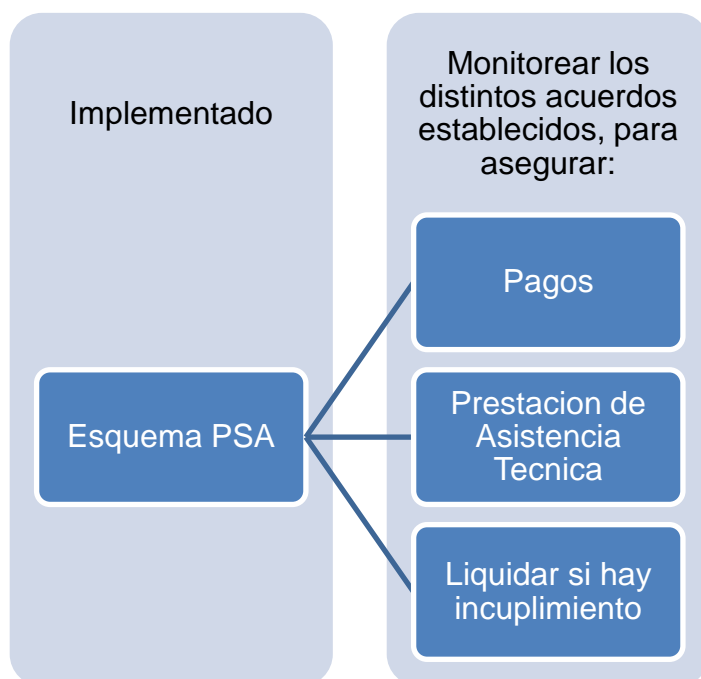 Implementado
Esquema PSA
Monitorear los
distintos acuerdos
establecidos, para
asegurar:
Pagos
Prestacion de
Asistencia
Tecnica
Liquidar si hay
incuplimiento